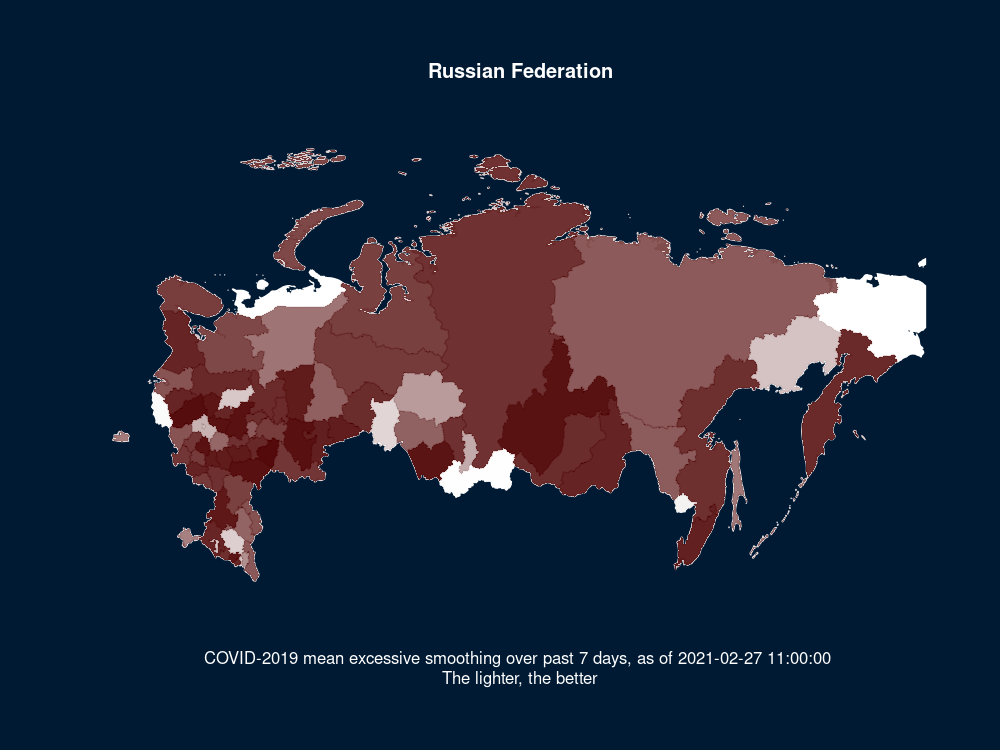 Russian Federation
COVID-2019 mean excessive smoothing over past 7 days, as of 2021-02-27 11:00:00
The lighter, the better